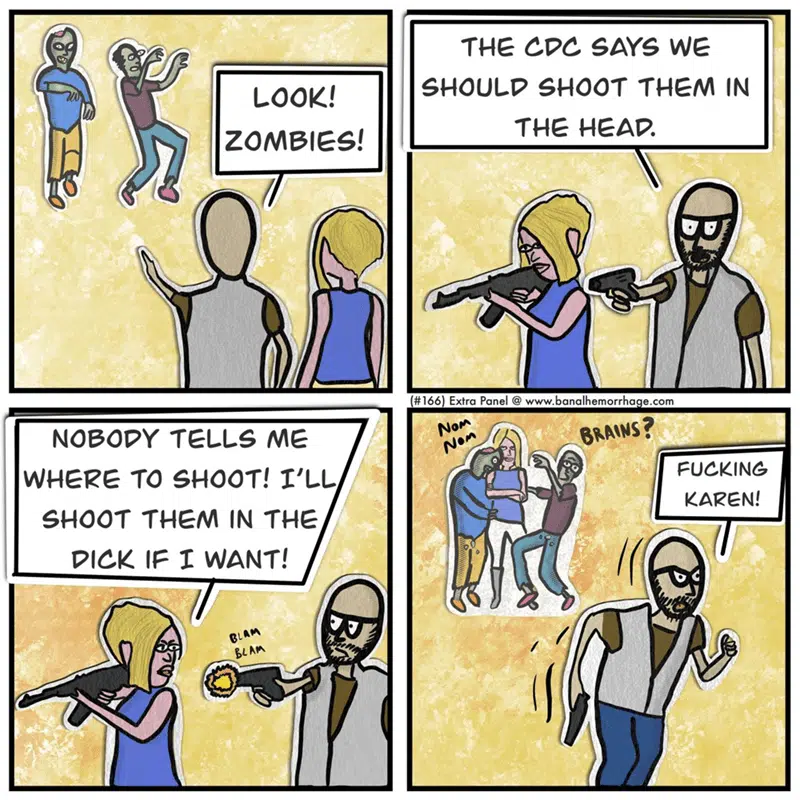 LOOK!
ZOMBIES!
THE CDC SAYS WE
SHOULD SHOOT THEM IN
THE HEAD.
NOBODY TELLS ME
WHERE TO SHOOT! I'LL
SHOOT THEM IN THE
DICK IF I WANT!
BLAM
BLAM
(#166) Extra Panel @ www.banalhemorrhage.com
NOM
NOM
BRAINS?
FUCKING
KAREN!